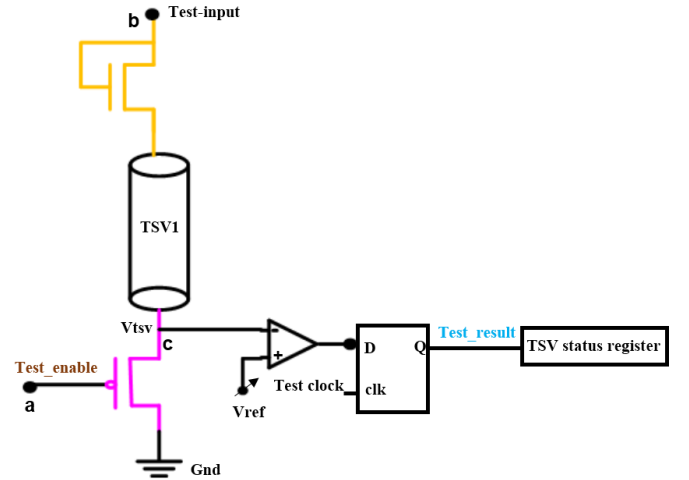 b
Test-input
TSV1
Vtsv
c
-
+
Test_enable
a
Vref
Test clock
D
Q
clk
Test_result
TSV status register
Gnd